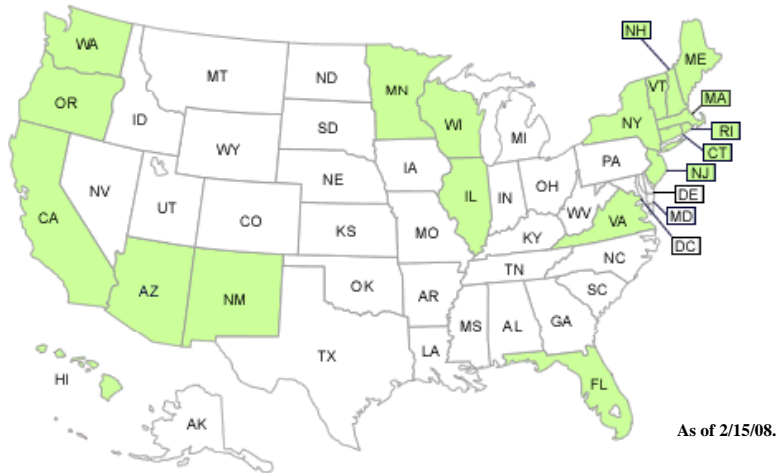 WA
MT
ND
MN
NH
VT
ME
OR
ID
SD
WI
MI
NY
MA
RI
CT
WY
IA
PA
NJ
NE
IL
IN
OH
DE
NV
UT
CO
WV
VA
MD
CA
KS
MO
KY
DC
AZ
NM
OK
AR
TN
NC
SC
TX
LA
MS
AL
GA
HI
AK
FL
As of 2/15/08.